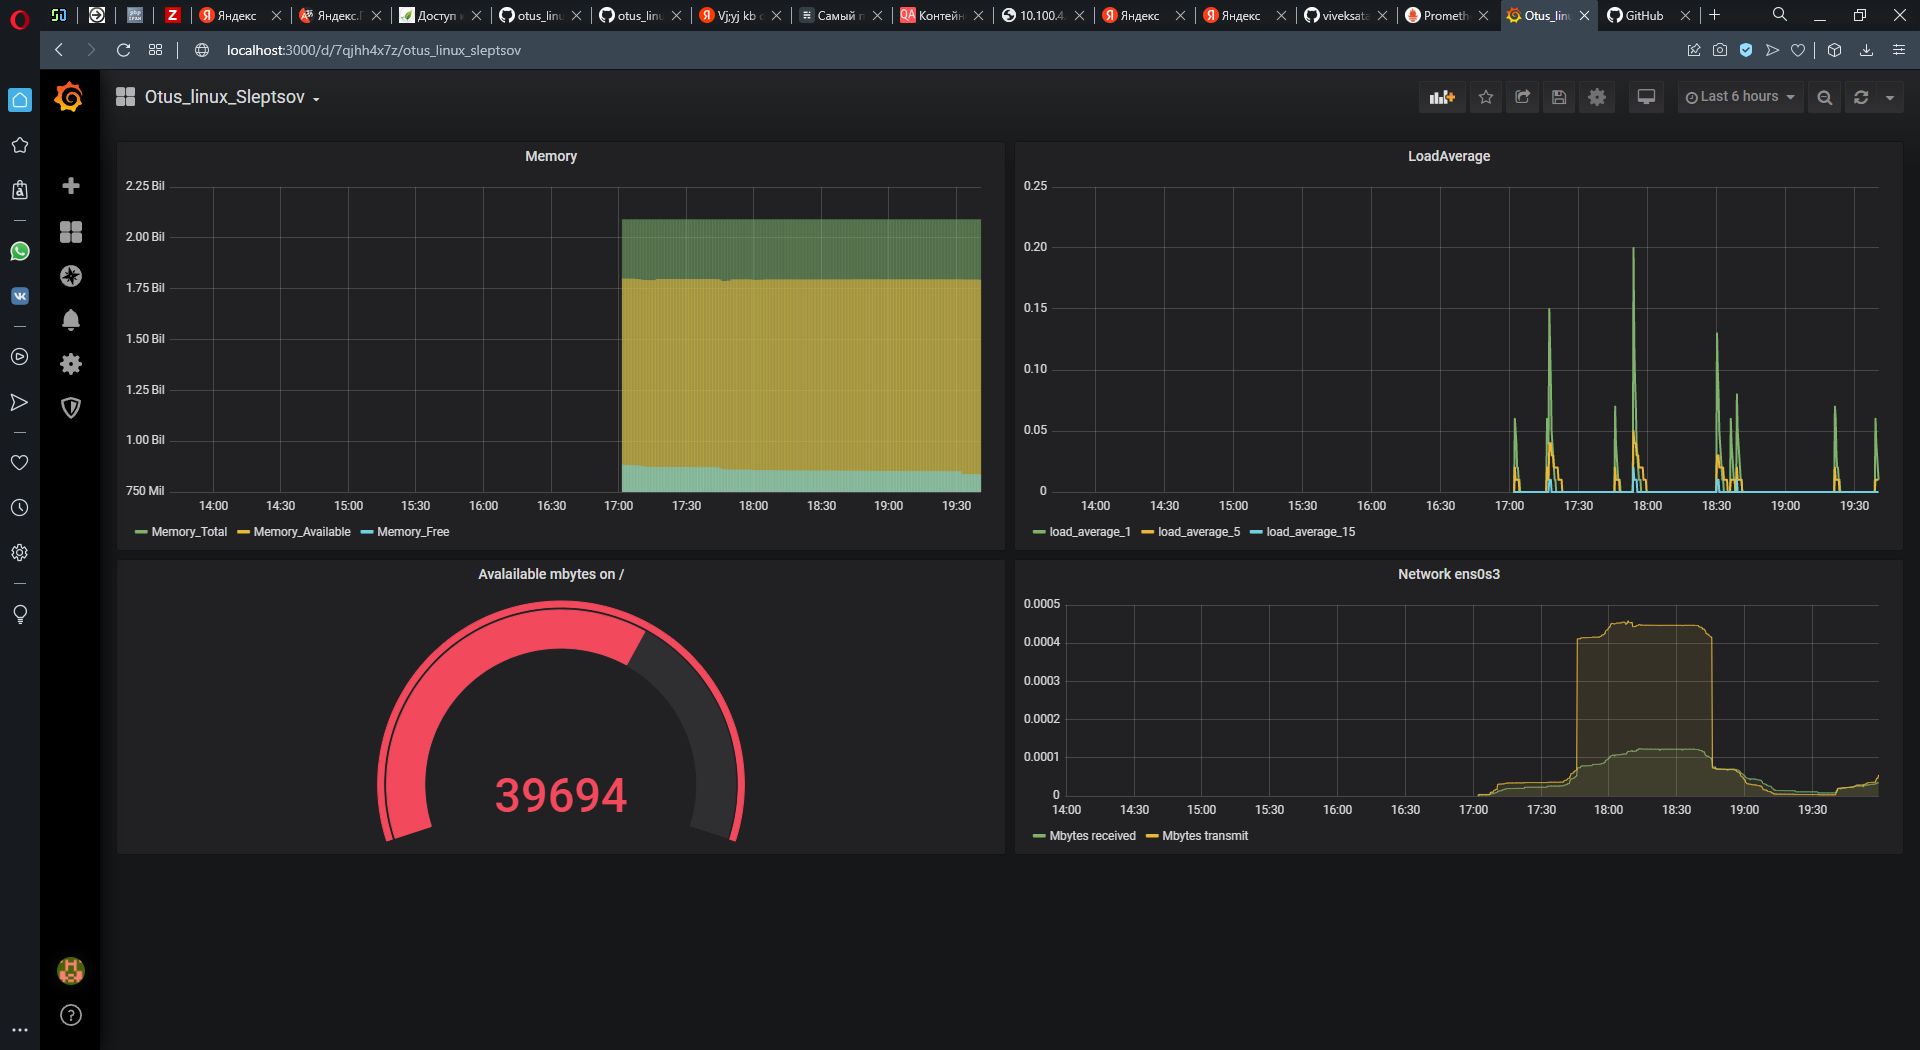 Яндекс
Яндекс.Г
Доступ
otus_linu
otus_linu
Vj;yj kb
Самый п
Контейн
10.100.4.
Яндекс
Яндекс
viveksata
Prometh
Otus_linu
GitHub
localhost:3000/d/7qjhh4x7z/otus_linux_sleptsov
Otus_linux_Sleptsov
Last 6 hours
Memory
2.25 Bil
2.00 Bil
1.75 Bil
1.50 Bil
1.25 Bil
1.00 Bil
750 Mil
14:00 14:30 15:00 15:30 16:00 16:30 17:00 17:30 18:00 18:30 19:00 19:30
Memory_Total Memory_Available Memory_Free
LoadAverage
0.25
0.20
0.15
0.10
0.05
0
14:00 14:30 15:00 15:30 16:00 16:30 17:00 17:30 18:00 18:30 19:00 19:30
load_average_1 load_average_5 load_average_15
Avalailable mbytes on /
39694
Network ens0s3
0.0005
0.0004
0.0003
0.0002
0.0001
0
14:00 14:30 15:00 15:30 16:00 16:30 17:00 17:30 18:00 18:30 19:00 19:30
Mbytes received Mbytes transmit